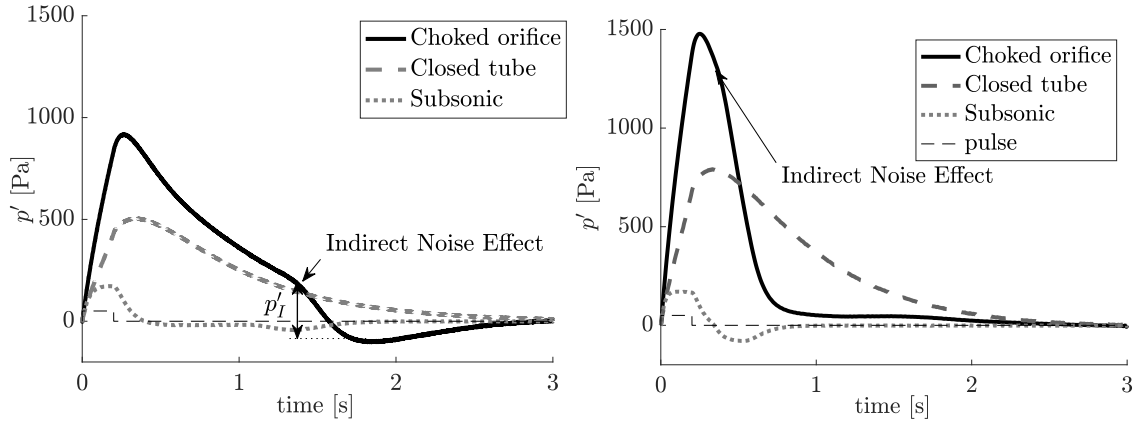 1500
1000
500
0
p′ [Pa]
Choked orifice
Closed tube
Subsonic
Indirect Noise Effect
p′I
0 1 2 3
time [s]
1500
1000
500
0
p′ [Pa]
Choked orifice
Closed tube
Subsonic
pulse
Indirect Noise Effect
0 1 2 3
time [s]